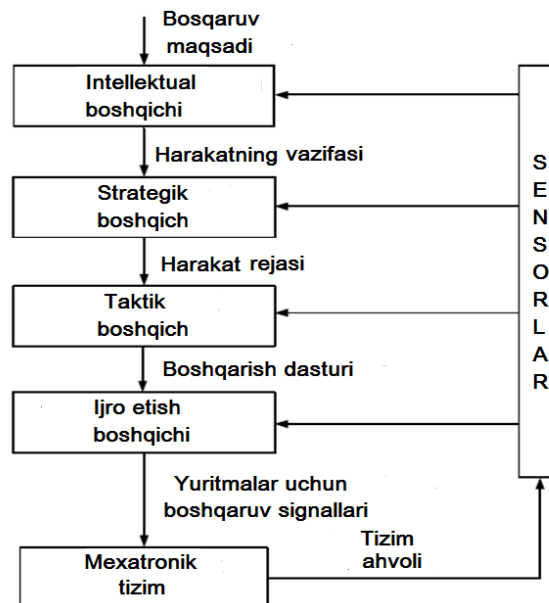 Bosqaruv
maqsadi
Intellektual
boshqichi
Harakatning vazifasi
Strategik
boshqich
Harakat rejasi
Taktik
boshqich
Boshqarish dasturi
Ijro etish
boshqichi
Yuritmalar uchun
boshqaruv signallari
Mexatronik
tizim
Tizim
ahvoli
S
E
N
S
O
R
L
A
R